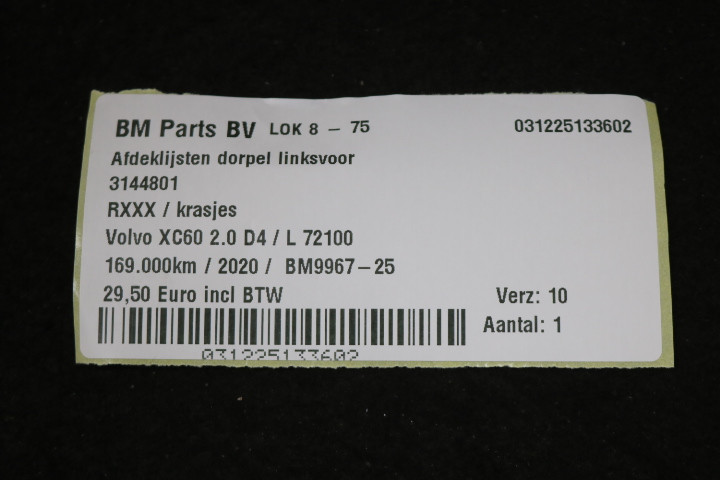 BM Parts BV LOK 8 - 75 031225133602
Afdeklijsten dorpel linksvoor
3144801
RXXX / krasjes
Volvo XC60 2.0 D4 / L 72100
169.000km / 2020 / BM9967-25
29,50 Euro incl BTW Verz: 10
Aantal: 1
031225133602